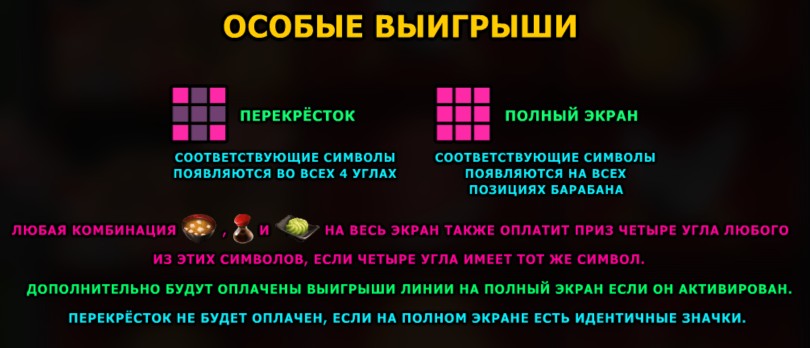 ОСОБЫЕ ВЫИГРЫШИ
ПЕРЕКРЁСТОК
СООТВЕТСТВУЮЩИЕ СИМВОЛЫ
ПОЯВЛЯЮТСЯ ВО ВСЕХ 4 УГЛАХ
ПОЛНЫЙ ЭКРАН
СООТВЕТСТВУЮЩИЕ СИМВОЛЫ
ПОЯВЛЯЮТСЯ НА ВСЕХ
ПОЗИЦИЯХ БАРАБАНА
ЛЮБАЯ КОМБИНАЦИЯ , И НА ВЕСЬ ЭКРАН ТАКЖЕ ОПЛАТИТ ПРИЗ ЧЕТЫРЕ УГЛА ЛЮБОГО
ИЗ ЭТИХ СИМВОЛОВ, ЕСЛИ ЧЕТЫРЕ УГЛА ИМЕЕТ ТОТ ЖЕ СИМВОЛ.
ДОПОЛНИТЕЛЬНО БУДУТ ОПЛАЧЕНЫ ВЫИГРЫШИ ЛИНИИ НА ПОЛНЫЙ ЭКРАН ЕСЛИ ОН АКТИВИРОВАН.
ПЕРЕКРЁСТОК НЕ БУДЕТ ОПЛАЧЕН, ЕСЛИ НА ПОЛНОМ ЭКРАНЕ ЕСТЬ ИДЕНТИЧНЫЕ ЗНАЧКИ.